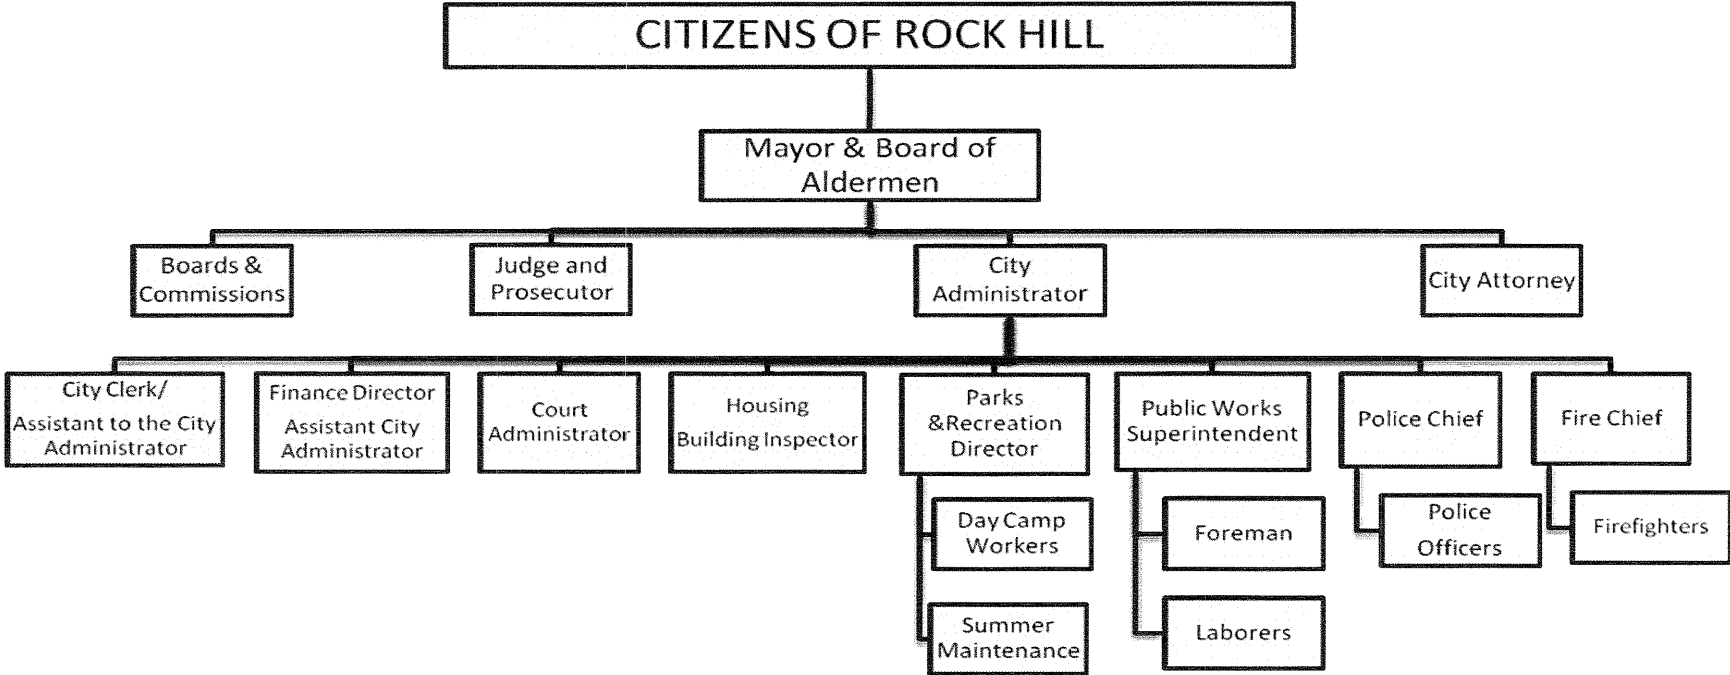 CITIZENS OF ROCK HILL
Mayor & Board of
Aldermen
Boards &
Commissions
Judge and
Prosecutor
City
Administrator
City Attorney
City Clerk/
Assistant to the City
Administrator
Finance Director
Assistant City
Administrator
Court
Administrator
Housing
Building Inspector
Parks
&Recreation
Director
Public Works
Superintendent
Police Chief
Fire Chief
Day Camp
Workers
Foreman
Police
Officers
Firefighters
Summer
Maintenance
Laborers